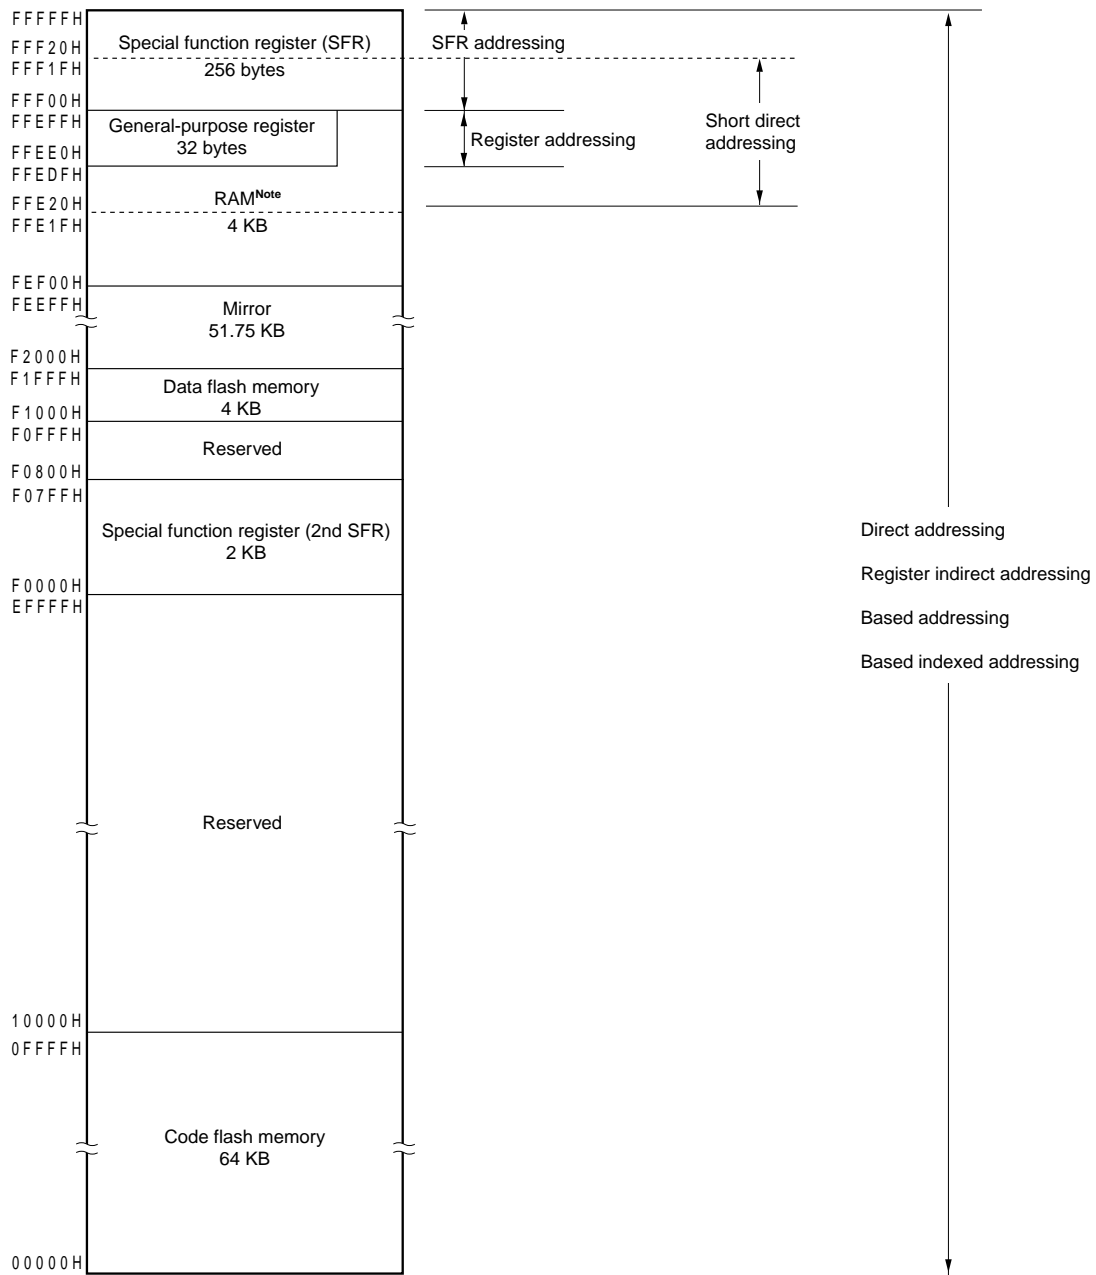 FFFFFH
Special function register (SFR)
SFR addressing
FFF20H
FFF1FH
256 bytes
FFF00H
FFEFFH
General-purpose register
32 bytes
Register addressing
Short direct
addressing
FFEE0H
FFEDFH
RAMNote
FFE20H
FFE1FH
4 KB
FEF00H
FEEFFH
Mirror
51.75 KB
F2000H
F1FFFH
Data flash memory
4 KB
F1000H
F0FFFH
Reserved
F0800H
F07FFH
Special function register (2nd SFR)
2 KB
Direct addressing
Register indirect addressing
Based addressing
Based indexed addressing
F0000H
EFFFFH
Reserved
10000H
0FFFFH
Code flash memory
64 KB
00000H